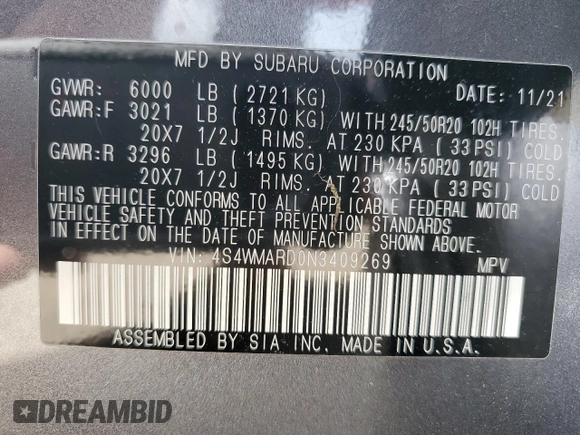 MFD BY SUBARU CORPORATION
GVWR: 6000 LB ( 2721 KG) DATE: 11/21
GAWR:F 3021 LB ( 1370 KG) WITH 245/50R20 102H TIRES,
20X7 1/2J RIMS. AT 230 KPA ( 33 PSI) COLD
GAWR:R 3296 LB ( 1495 KG) WITH 245/50R20 102H TIRES,
20X7 1/2J RIMS. AT 230 KPA ( 33 PSI) COLD
THIS VEHICLE CONFORMS TO ALL APPLICABLE FEDERAL MOTOR
VEHICLE SAFETY AND THEFT PREVENTION STANDARDS
IN EFFECT ON THE DATE OF MANUFACTURE SHOWN ABOVE.
VIN: 4S4WMARD0N3409269 MPV
ASSEMBLED BY SIA INC. MADE IN U.S.A.
DREAMBID